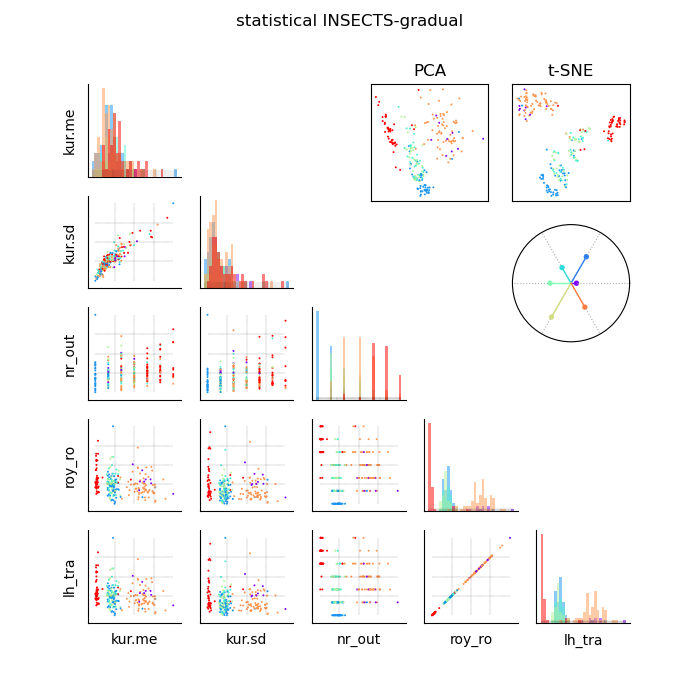 statistical INSECTS-gradual
PCA
t-SNE
kur.me
kur.sd
nr_out
roy_ro
lh_tra
kur.me
kur.sd
nr_out
roy_ro
lh_tra